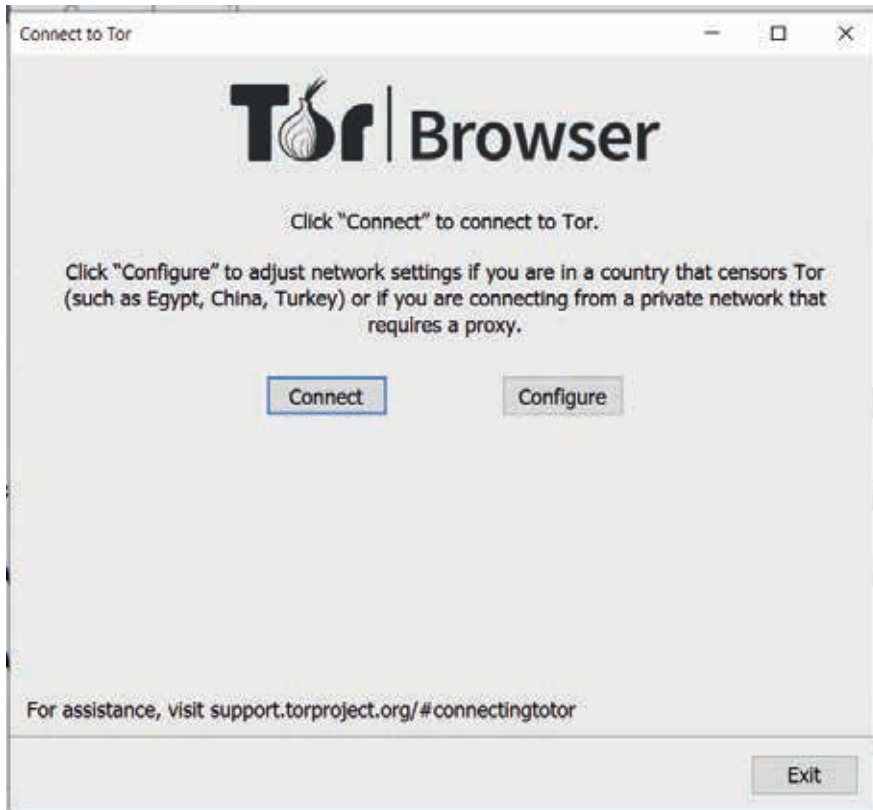 Connect to Tor
Tor Browser
Click “Connect” to connect to Tor.
Click “Configure” to adjust network settings if you are in a country that censors Tor
(such as Egypt, China, Turkey) or if you are connecting from a private network that
requires a proxy.
Connect Configure
For assistance, visit support.torproject.org/#connectingtotor
Exit